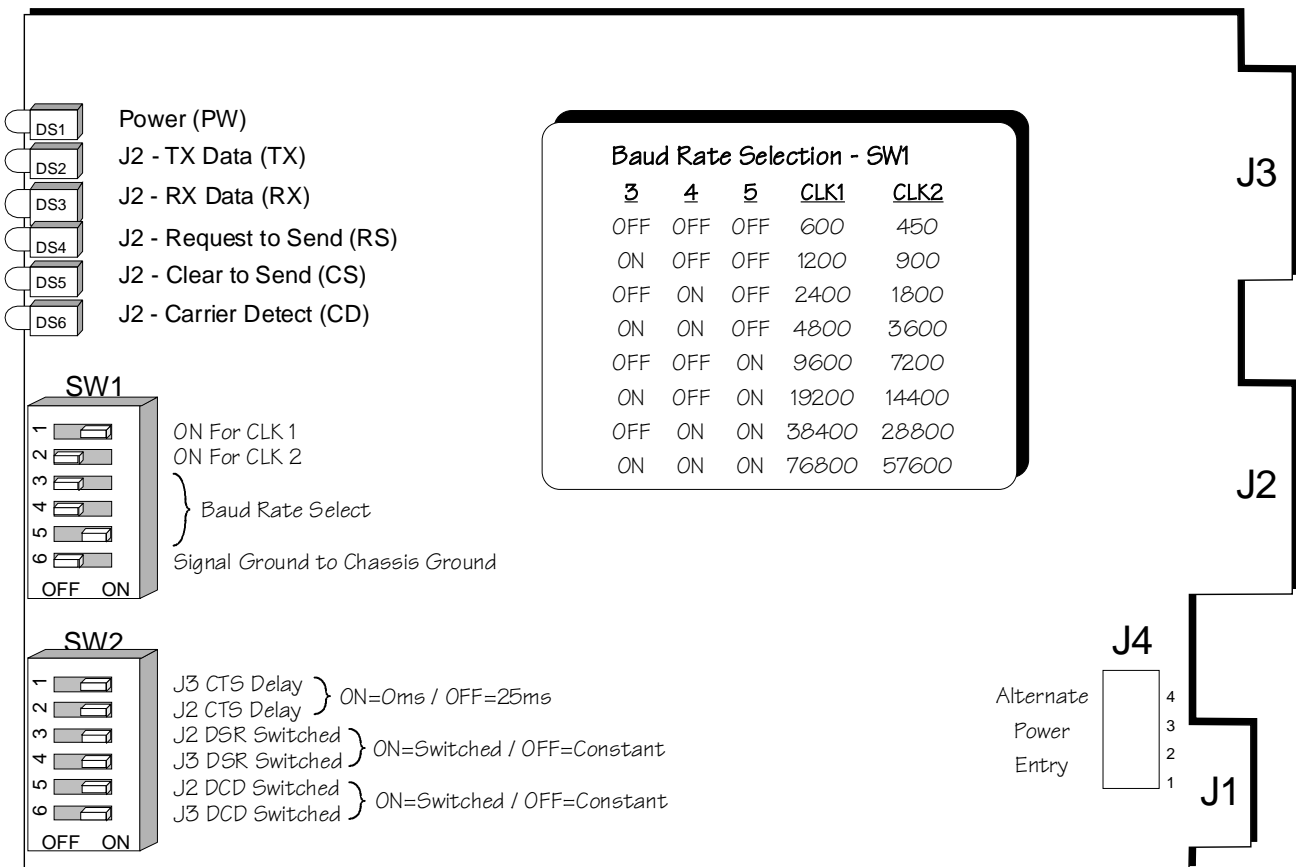 DS1 Power (PW)
DS2 J2 - TX Data (TX)
DS3 J2 - RX Data (RX)
DS4 J2 - Request to Send (RS)
DS5 J2 - Clear to Send (CS)
DS6 J2 - Carrier Detect (CD)
Baud Rate Selection - SW1
3 4 5 CLK1 CLK2
OFF OFF OFF 600 450
ON OFF OFF 1200 900
OFF ON OFF 2400 1800
ON ON OFF 4800 3600
OFF OFF ON 9600 7200
ON OFF ON 19200 14400
OFF ON ON 38400 28800
ON ON ON 76800 57600
J3
J2
SW1
1 ON For CLK 1
2 ON For CLK 2
3
4 Baud Rate Select
5
6 Signal Ground to Chassis Ground
OFF ON
SW2
1 J3 CTS Delay
2 J2 CTS Delay
ON=0ms / OFF=25ms
3 J2 DSR Switched
4 J3 DSR Switched
ON=Switched / OFF=Constant
5 J2 DCD Switched
6 J3 DCD Switched
ON=Switched / OFF=Constant
OFF ON
J4
Alternate
Power
Entry
4
3
2
1
J1